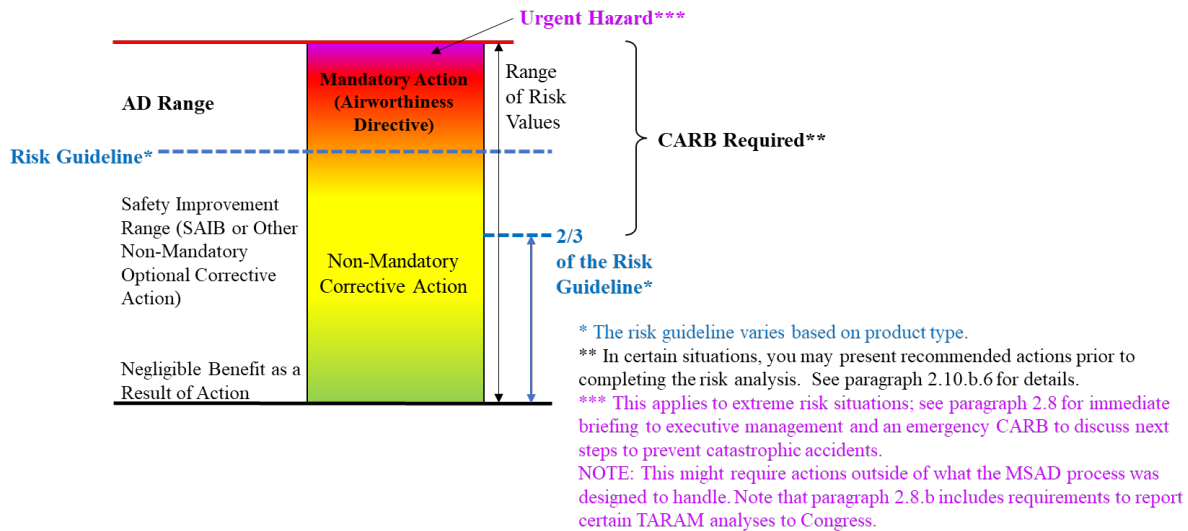 Urgent Hazard***
AD Range
Mandatory Action
(Airworthiness
Directive)
Range
of Risk
Values
CARB Required**
Risk Guideline*
Safety Improvement
Range (SAIB or Other
Non-Mandatory
Optional Corrective
Action)
Non-Mandatory
Corrective Action
2/3
of the Risk
Guideline*
Negligible Benefit as a
Result of Action
* The risk guideline varies based on product type.
** In certain situations, you may present recommended actions prior to
completing the risk analysis. See paragraph 2.10.b.6 for details.
*** This applies to extreme risk situations; see paragraph 2.8 for immediate
briefing to executive management and an emergency CARB to discuss next
steps to prevent catastrophic accidents.
NOTE: This might require actions outside of what the MSAD process was
designed to handle. Note that paragraph 2.8.b includes requirements to report
certain TARAM analyses to Congress.